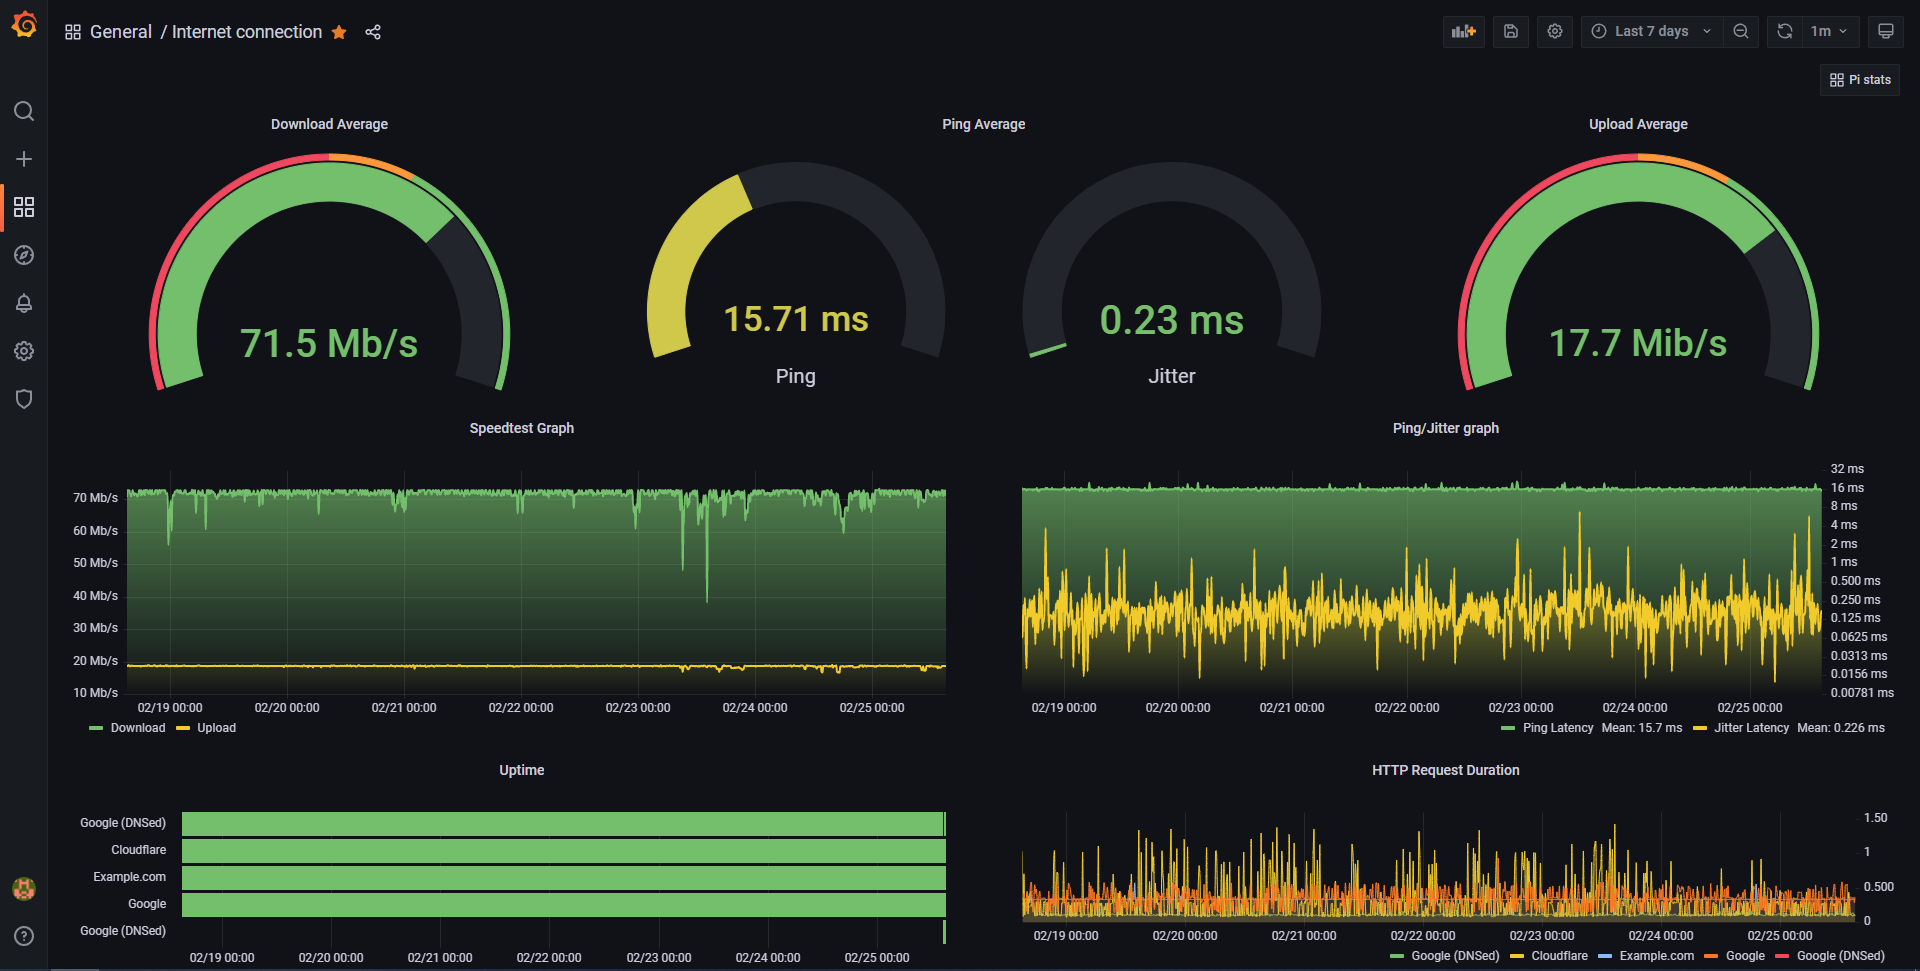 General / Internet connection
Last 7 days
1m
Pi stats
Download Average
Ping Average
Upload Average
71.5 Mb/s
15.71 ms
Ping
0.23 ms
Jitter
17.7 Mib/s
Speedtest Graph
70 Mb/s
60 Mb/s
50 Mb/s
40 Mb/s
30 Mb/s
20 Mb/s
10 Mb/s
02/19 00:00 02/20 00:00 02/21 00:00 02/22 00:00 02/23 00:00 02/24 00:00 02/25 00:00
Download Upload
Ping/Jitter graph
32 ms
16 ms
8 ms
4 ms
2 ms
1 ms
0.500 ms
0.250 ms
0.125 ms
0.0625 ms
0.0313 ms
0.0156 ms
0.00781 ms
02/19 00:00 02/20 00:00 02/21 00:00 02/22 00:00 02/23 00:00 02/24 00:00 02/25 00:00
Ping Latency Mean: 15.7 ms Jitter Latency Mean: 0.226 ms
Uptime
Google (DNSed)
Cloudflare
Example.com
Google
Google (DNSed)
02/19 00:00 02/20 00:00 02/21 00:00 02/22 00:00 02/23 00:00 02/24 00:00 02/25 00:00
HTTP Request Duration
1.50
1
0.500
0
02/19 00:00 02/20 00:00 02/21 00:00 02/22 00:00 02/23 00:00 02/24 00:00 02/25 00:00
Google (DNSed) Cloudflare Example.com Google Google (DNSed)